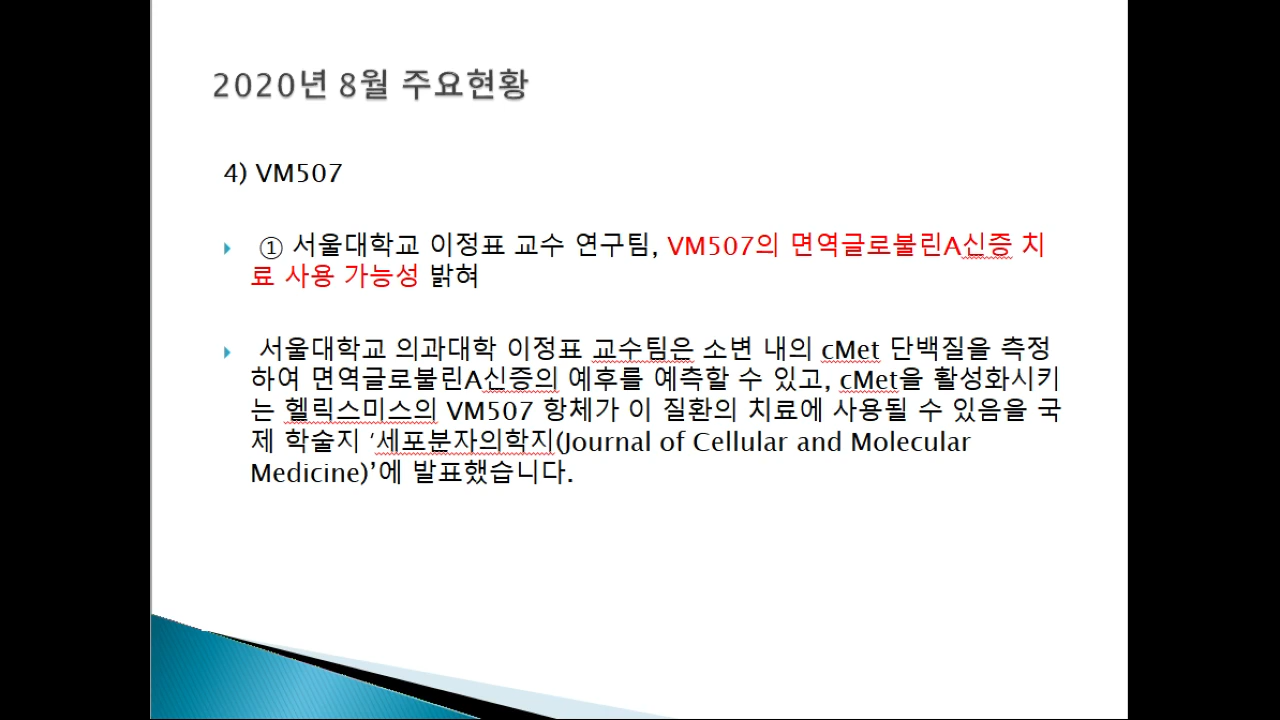 2020년 8월 주요현황
4) VM507
① 서울대학교 이정표 교수 연구팀, VM507의 면역글로불린A신증 치
료 사용 가능성 밝혀
서울대학교 의과대학 이정표 교수팀은 소변 내의 cMet 단백질을 측정
하여 면역글로불린A신증의 예후를 예측할 수 있고, cMet을 활성화시키
는 헬릭스미스의 VM507 항체가 이 질환의 치료에 사용될 수 있음을 국
제 학술지 ‘세포분자의학지(Journal of Cellular and Molecular
Medicine)’에 발표했습니다.